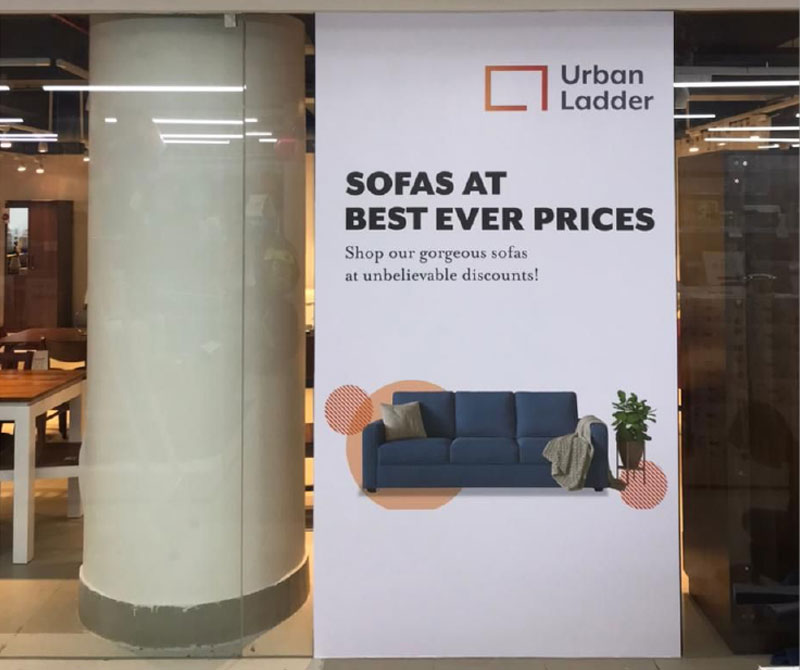 Urban
Ladder
SOFAS AT
BEST EVER PRICES
Shop our gorgeous sofas
at unbelievable discounts!